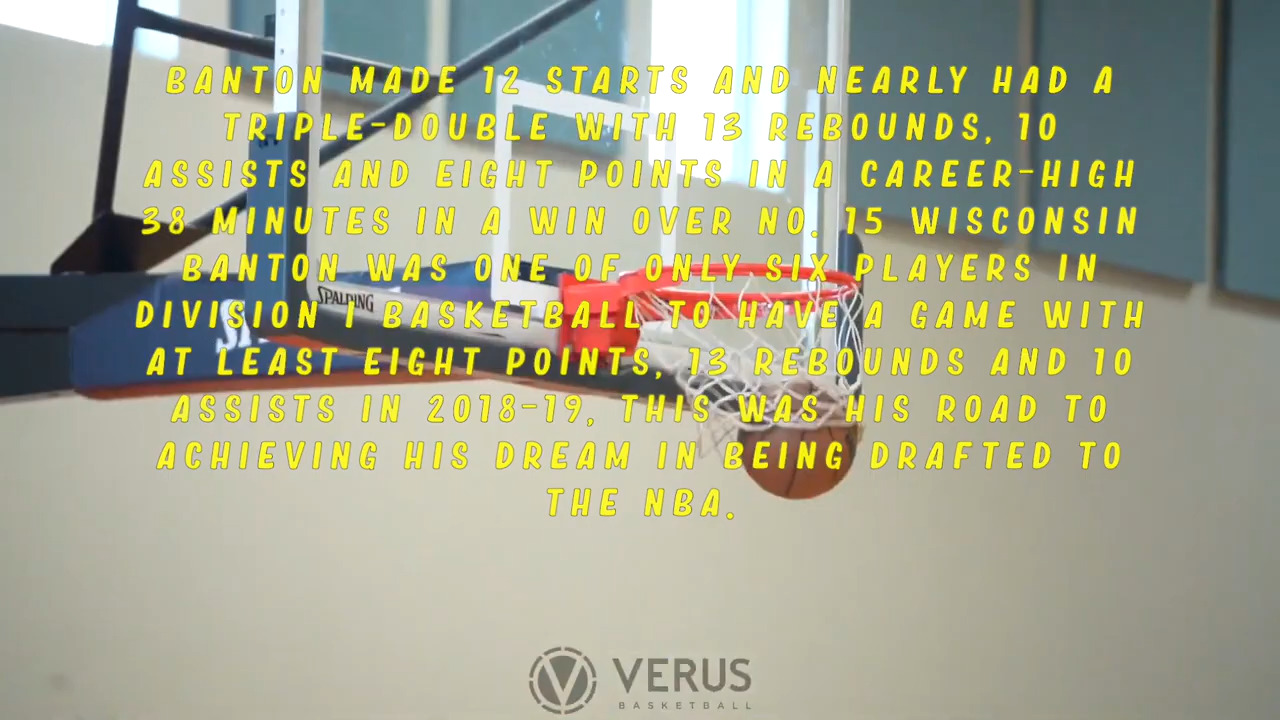 BANTON MADE 12 STARTS AND NEARLY HAD A
TRIPLE-DOUBLE WITH 13 REBOUNDS, 10
ASSISTS AND EIGHT POINTS IN A CAREER-HIGH
38 MINUTES IN A WIN OVER NO. 15 WISCONSIN
BANTON WAS ONE OF ONLY SIX PLAYERS IN
DIVISION I BASKETBALL TO HAVE A GAME WITH
AT LEAST EIGHT POINTS, 13 REBOUNDS AND 10
ASSISTS IN 2018-19, THIS WAS HIS ROAD TO
ACHIEVING HIS DREAM IN BEING DRAFTED TO
THE NBA.
SPALDING
VERUS
BASKETBALL